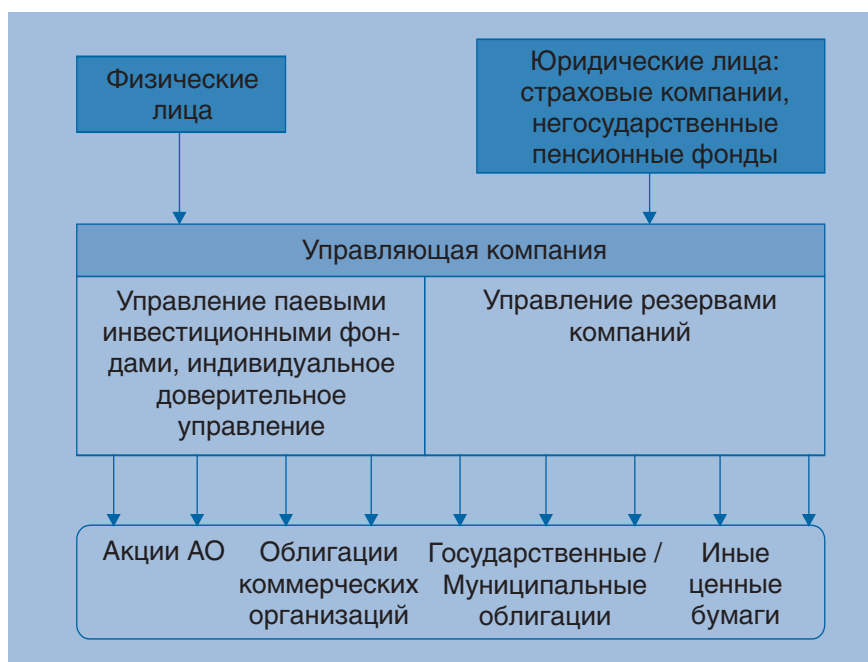 Физические
лица
Юридические лица:
страховые компании,
негосударственные
пенсионные фонды
Управляющая компания
Управление паевыми
инвестиционными фон-
дами, индивидуальное
доверительное
управление
Управление резервами
компаний
Акции АО
Облигации
коммерческих
организаций
Государственные /
Муниципальные
облигации
Иные
ценные
бумаги